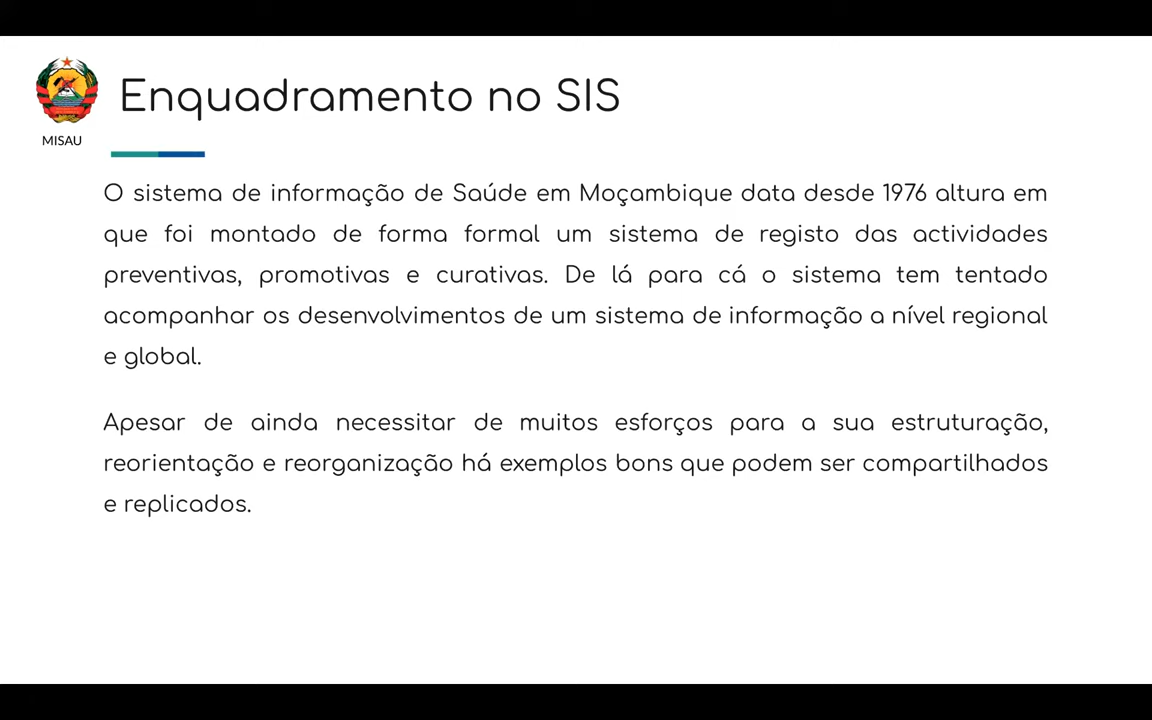 Enquadramento no SIS
MISAU
O sistema de informação de Saúde em Moçambique data desde 1976 altura em
que foi montado de forma formal um sistema de registo das actividades
preventivas, promotivas e curativas. De lá para cá o sistema tem tentado
acompanhar os desenvolvimentos de um sistema de informação a nível regional
e global.
Apesar de ainda necessitar de muitos esforços para a sua estruturação,
reorientação e reorganização há exemplos bons que podem ser compartilhados
e replicados.